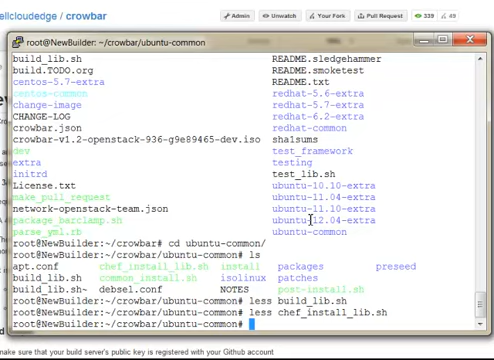 ellcloudedge / crowbar
Admin Unwatch Your Fork Pull Request 339 49
root@NewBuilder: ~/crowbar/ubuntu-common
build_lib.sh README.sledgehammer
build.TODO.org README.smoketest
centos-5.7-extra README.txt
centos-common redhat-5.6-extra
change-image redhat-5.7-extra
CHANGE-LOG redhat-6.2-extra
crowbar.json redhat-common
crowbar-v1.2-openstack-936-g9e89465-dev.iso sha1sums
dev test_framework
extra testing
initrd test_lib.sh
License.txt ubuntu-10.10-extra
make_pull_request ubuntu-11.04-extra
network-openstack-team.json ubuntu-11.10-extra
package_barclamp.sh ubuntu-12.04-extra
parse_yml.rb ubuntu-common
root@NewBuilder:~/crowbar# cd ubuntu-common/
root@NewBuilder:~/crowbar/ubuntu-common# ls
apt.conf chef_install_lib.sh install packages preseed
build_lib.sh common_install.sh isolinux patches
build_lib.sh~ debsel.conf NOTES post-install.sh
root@NewBuilder:~/crowbar/ubuntu-common# less build_lib.sh
root@NewBuilder:~/crowbar/ubuntu-common# less chef_install_lib.sh
root@NewBuilder:~/crowbar/ubuntu-common#
make sure that your build server's public key is registered with your Github account